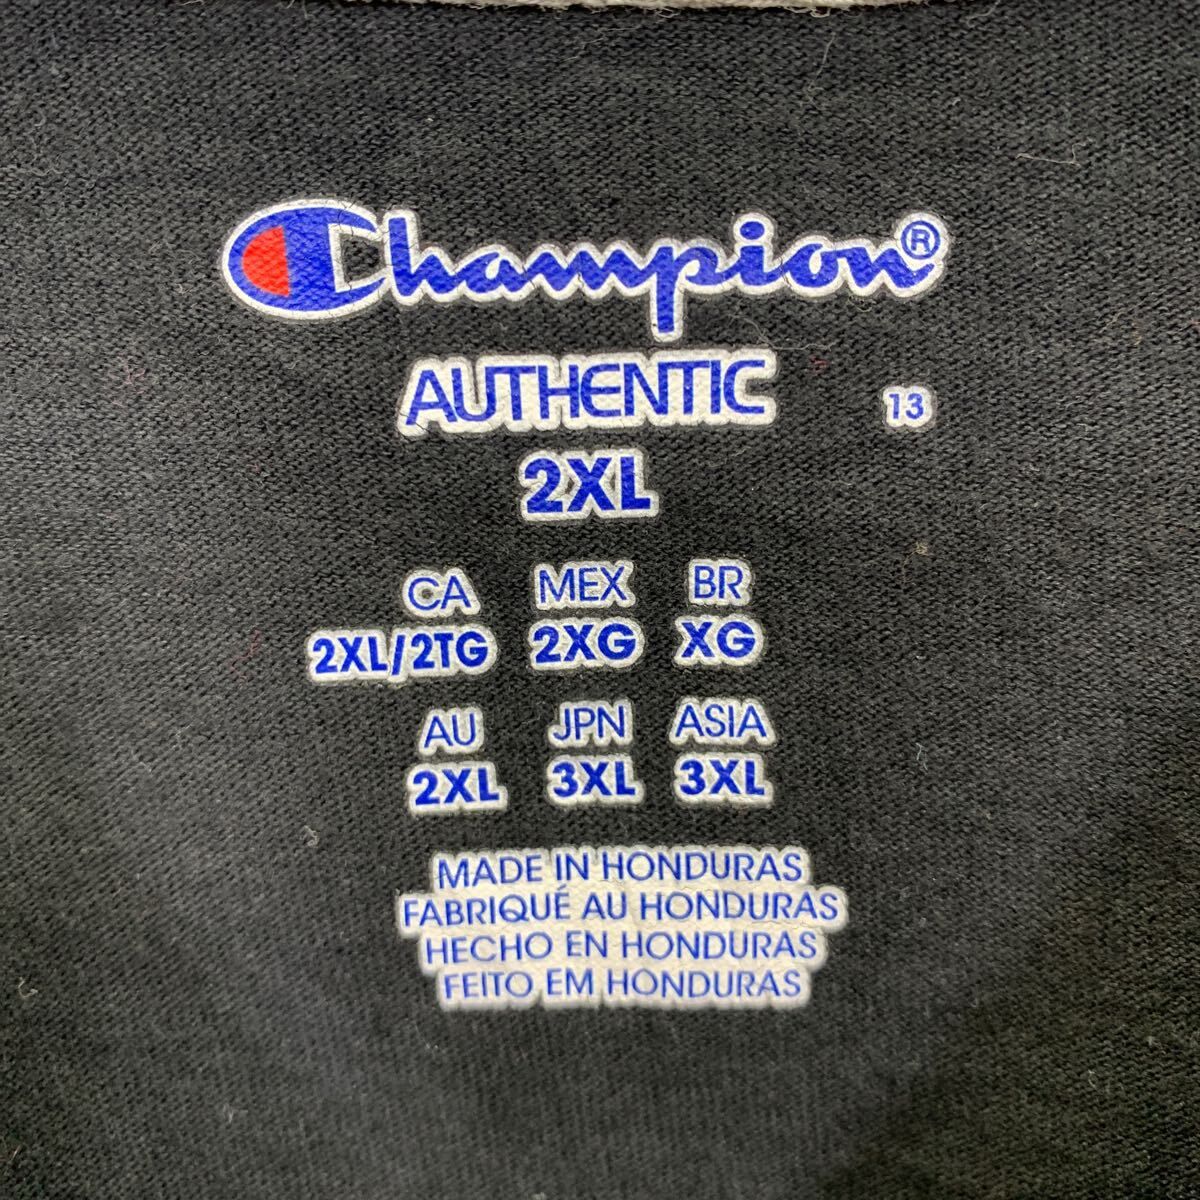 Champion®
AUTHENTIC 13
2XL
CA MEX BR
2XL/2TG 2XG XG
AU JPN ASIA
2XL 3XL 3XL
MADE IN HONDURAS
FABRIQUÉ AU HONDURAS
HECHO EN HONDURAS
FEITO EM HONDURAS